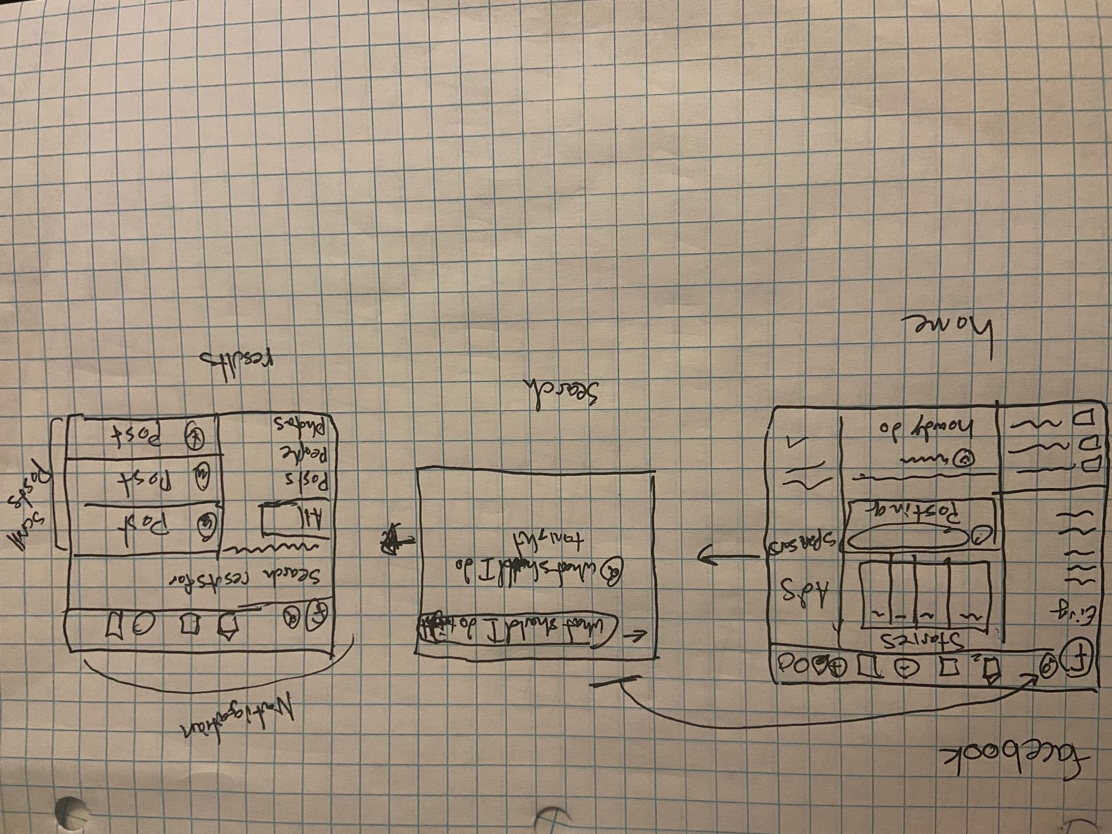 facebook
f
Stories
Ads
Posting
howdy do
home
What should I do
What should I do
tonight
Search
Navigation
f
Search results for
All
Posts
People
Photos
Post
Post
Post
scroll
Posts
results